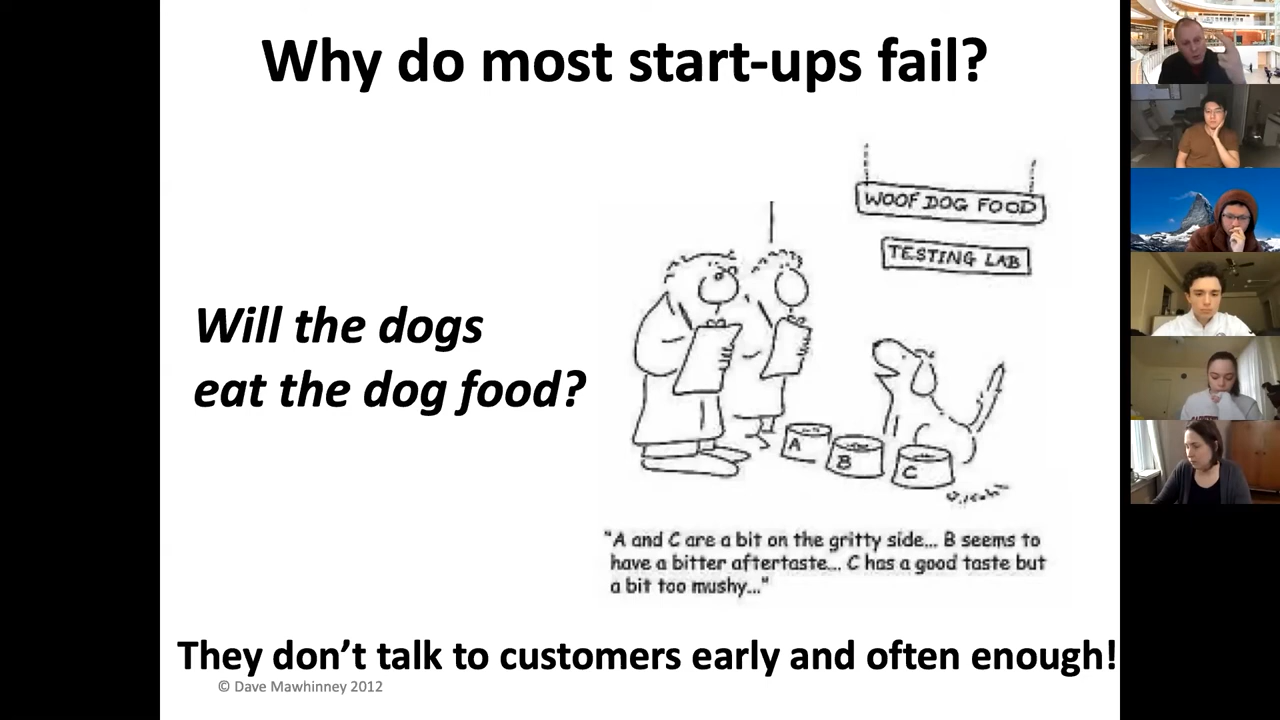 Why do most start-ups fail?
WOOF DOG FOOD
TESTING LAB
Will the dogs
eat the dog food?
A
B
C
"A and C are a bit on the gritty side... B seems to
have a bitter aftertaste... C has a good taste but
a bit too mushy..."
They don't talk to customers early and often enough!
© Dave Mawhinney 2012